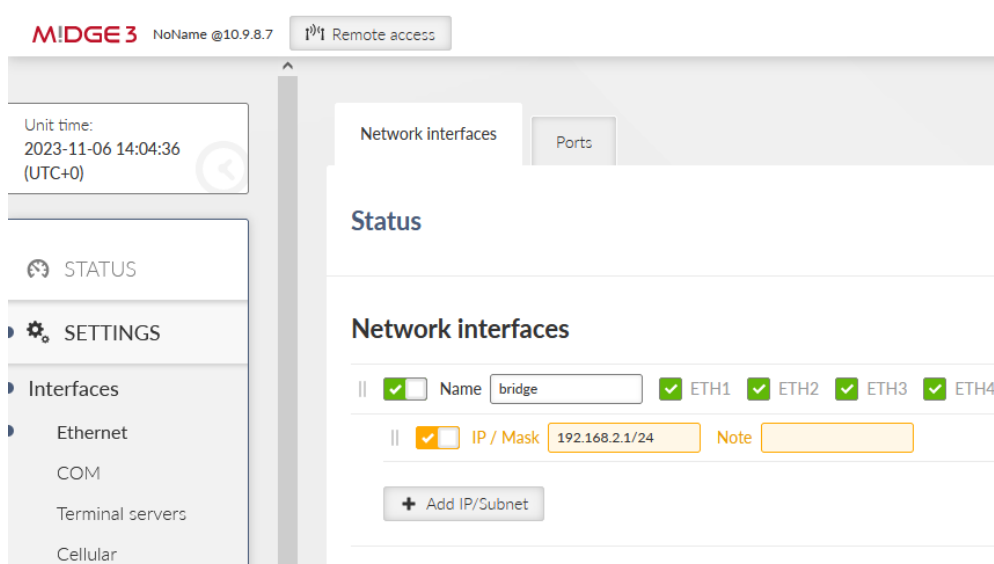 M!DGE 3 NoName @10.9.8.7 Remote access
Unit time:
2023-11-06 14:04:36
(UTC+0)
Network interfaces Ports
Status
STATUS
SETTINGS
Interfaces
Ethernet
COM
Terminal servers
Cellular
Network interfaces
Name bridge ETH1 ETH2 ETH3 ETH4
IP / Mask 192.168.2.1/24 Note
Add IP/Subnet